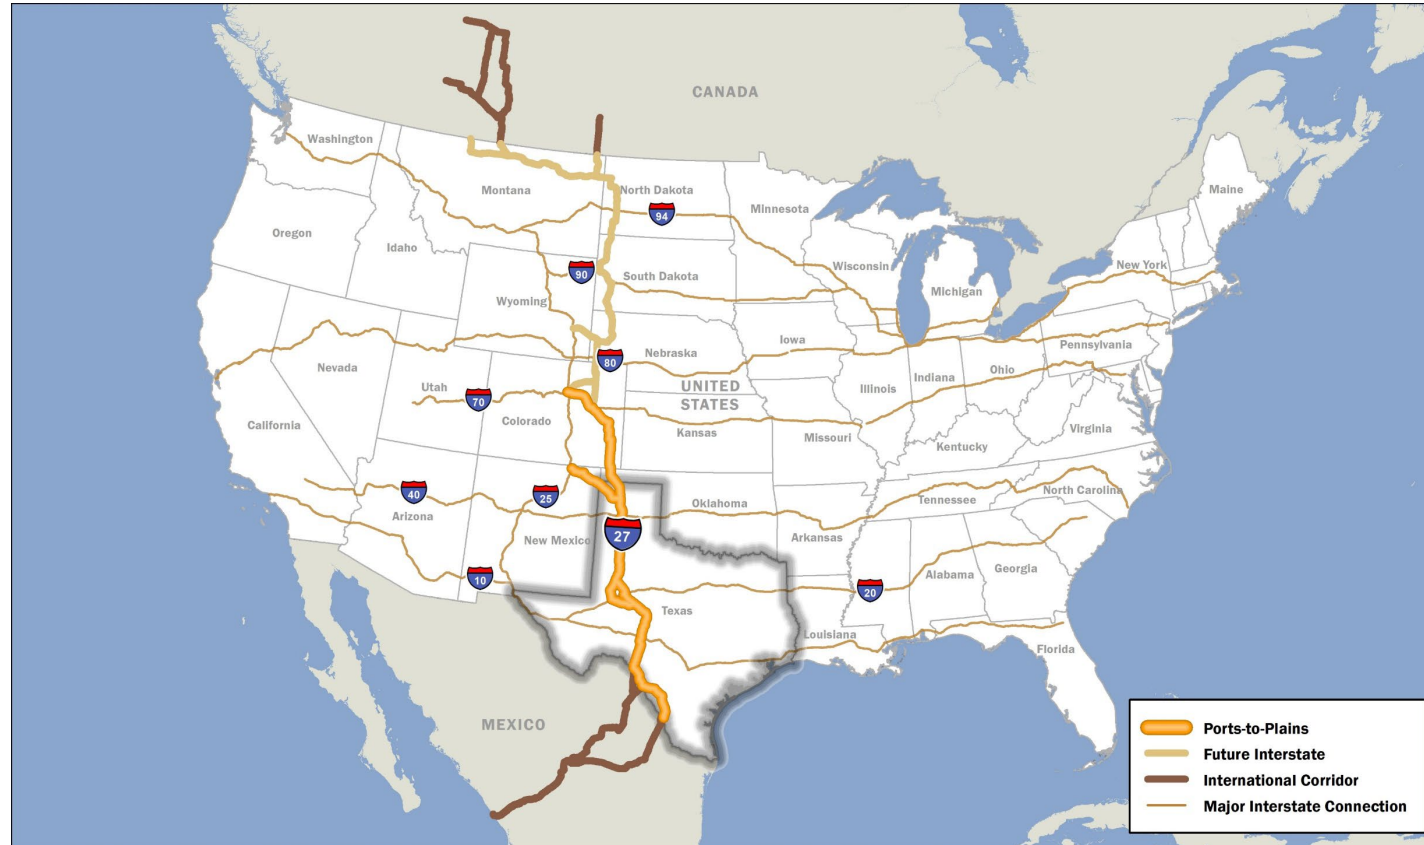 CANADA
Washington
Maine
Montana
North Dakota
Minnesota
94
Oregon
Idaho
Wisconsin
New York
90
South Dakota
Michigan
Wyoming
Iowa
Pennsylvania
Nebraska
80
Nevada
Utah
UNITED
STATES
Illinois
Indiana
Ohio
70
California
Colorado
Kansas
Missouri
Kentucky
Virginia
40
25
Oklahoma
Tennessee
North Carolina
Arizona
New Mexico
27
Arkansas
10
Alabama
Georgia
20
Texas
Louisiana
Florida
MEXICO
Ports-to-Plains
Future Interstate
International Corridor
Major Interstate Connection